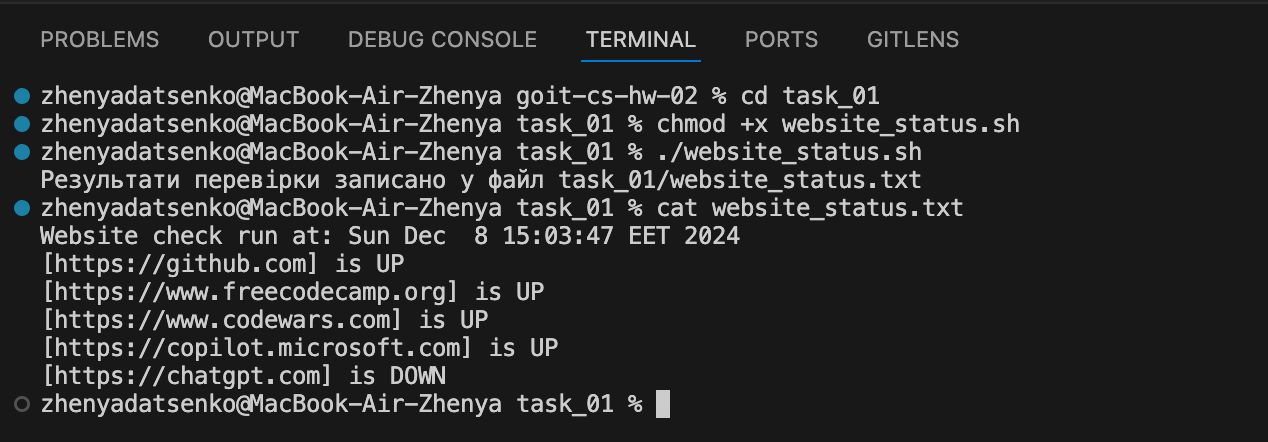 PROBLEMS OUTPUT DEBUG CONSOLE TERMINAL PORTS GITLENS
zhenyadatsenko@MacBook-Air-Zhenya goit-cs-hw-02 % cd task_01
zhenyadatsenko@MacBook-Air-Zhenya task_01 % chmod +x website_status.sh
zhenyadatsenko@MacBook-Air-Zhenya task_01 % ./website_status.sh
Результати перевірки записано у файл task_01/website_status.txt
zhenyadatsenko@MacBook-Air-Zhenya task_01 % cat website_status.txt
Website check run at: Sun Dec  8 15:03:47 EET 2024
[https://github.com] is UP
[https://www.freecodecamp.org] is UP
[https://www.codewars.com] is UP
[https://copilot.microsoft.com] is UP
[https://chatgpt.com] is DOWN
zhenyadatsenko@MacBook-Air-Zhenya task_01 %